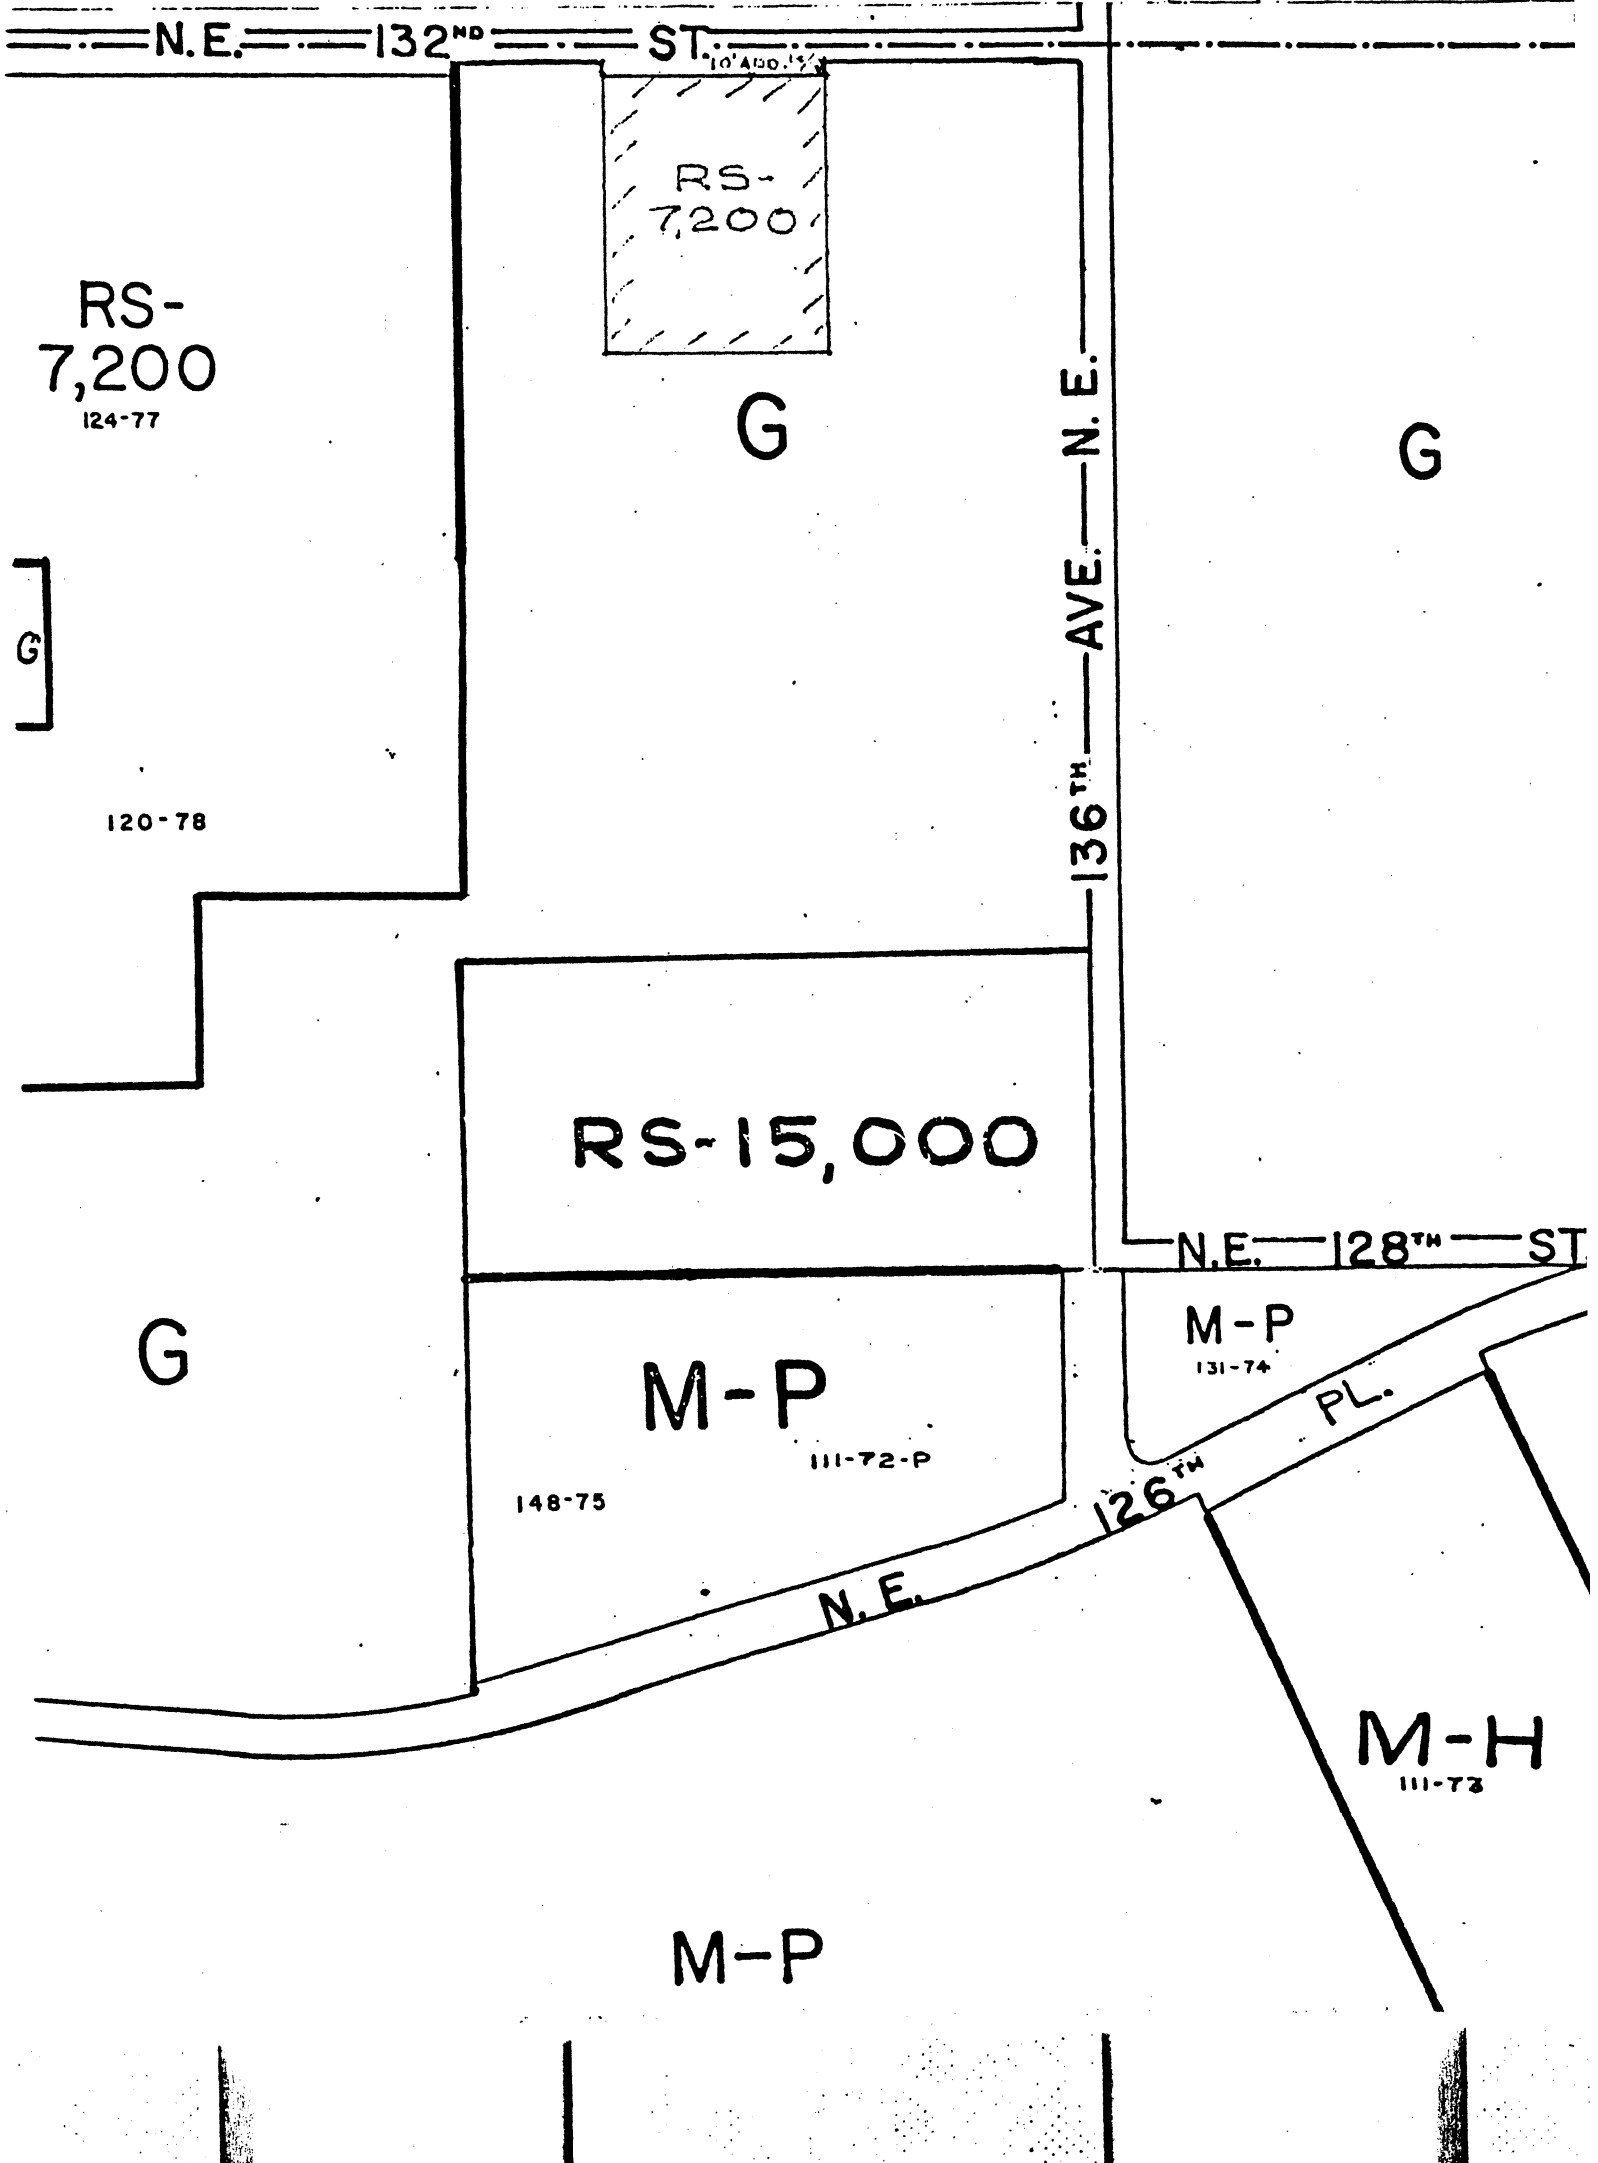 N.E. 132ND ST.
10' ADD.
RS-
7,200
RS-
7,200
124-77
G
G
136TH AVE. N.E.
G
120-78
RS-15,000
N.E. 128TH ST.
G
M-P
131-74
M-P
111-72-P
148-75
N.E. 126TH PL.
M-H
111-73
M-P